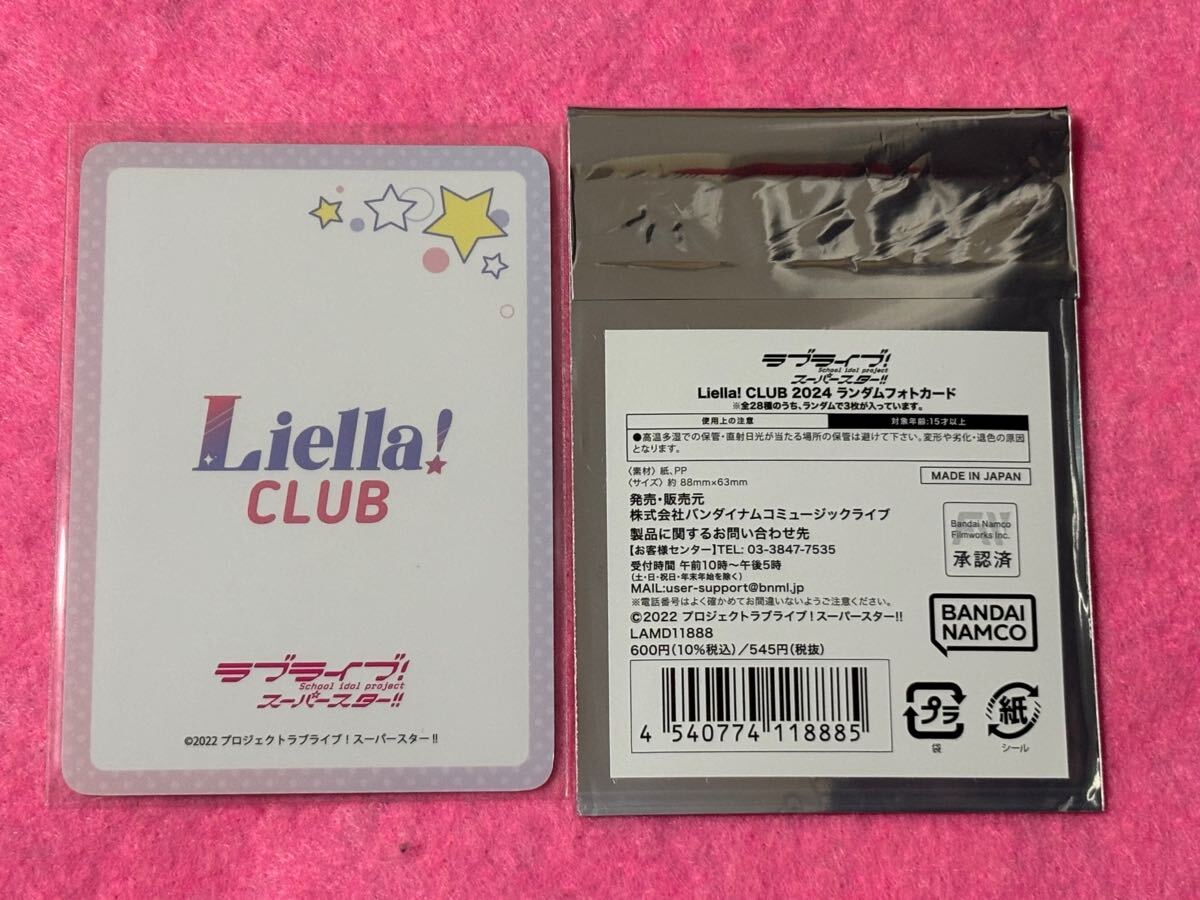 Liella!
CLUB
ラブライブ!
School idol project
スーパースター!!
©2022 プロジェクトラブライブ!スーパースター!!
ラブライブ!
School idol project
スーパースター!!
Liella! CLUB 2024 ランダムフォトカード
※全28種のうち、ランダムで3枚が入っています。
使用上の注意
対象年齢:15才以上
●高温多湿での保管・直射日光が当たる場所の保管は避けて下さい。変形や劣化・退色の原因
となります。
〈素材〉紙、PP
〈サイズ〉約 88mm×63mm
MADE IN JAPAN
発売・販売元
株式会社バンダイナムコミュージックライブ
製品に関するお問い合わせ先
【お客様センター】TEL: 03-3847-7535
受付時間 午前10時〜午後5時
(土・日・祝日・年末年始を除く)
MAIL:user-support@bnml.jp
※電話番号はよく確かめてお間違いないようご注意ください。
©2022 プロジェクトラブライブ!スーパースター!!
LAMD11888
600円(10%税込)/545円(税抜)
Bandai Namco
Filmworks Inc.
承認済
BANDAI
NAMCO
4 540774 118885
プラ
袋
紙
シール